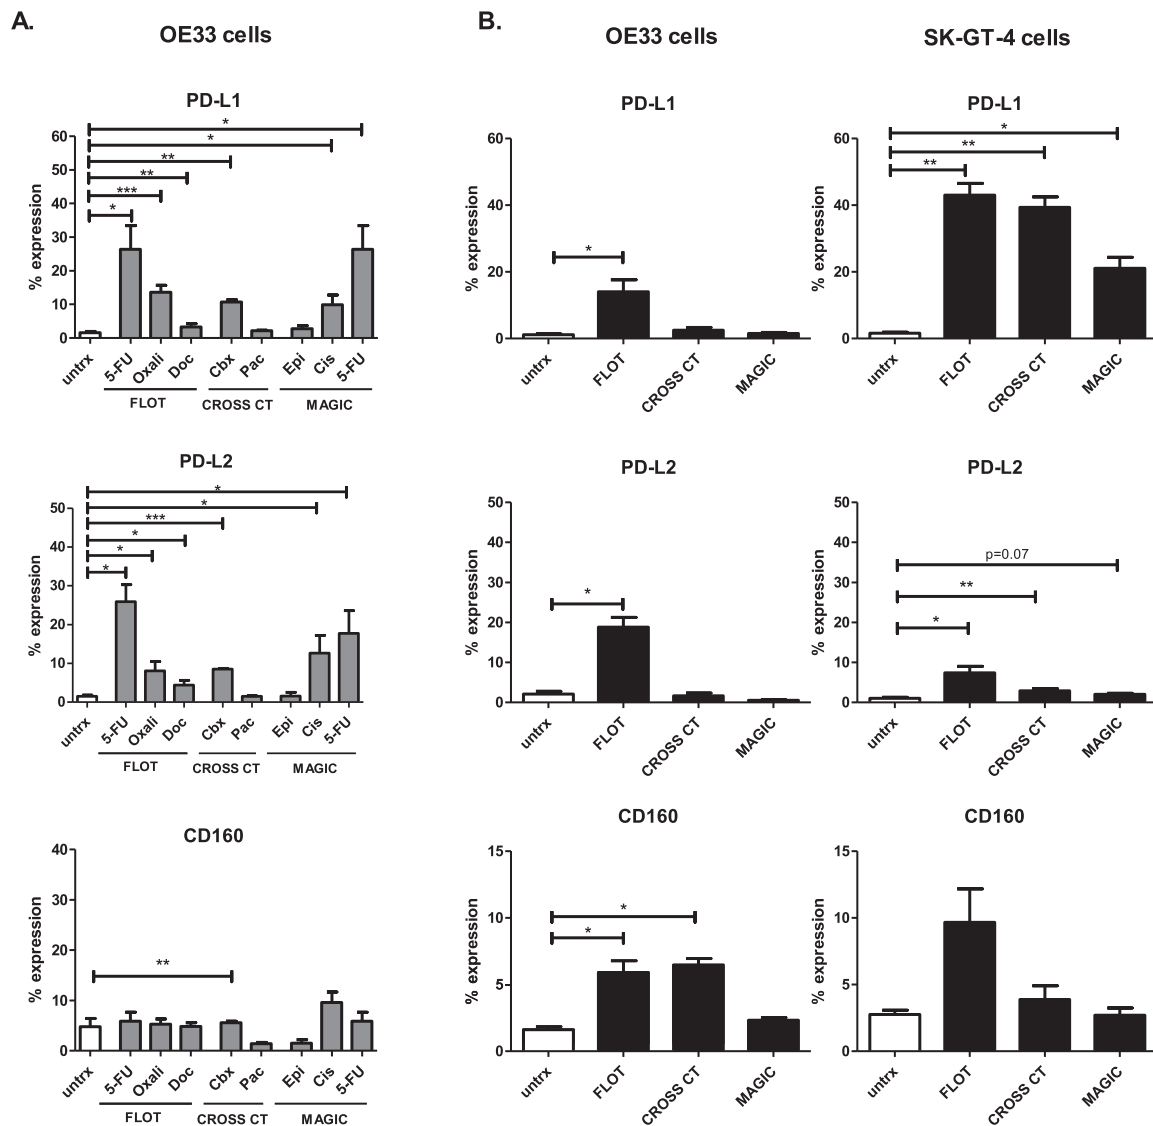 A.
OE33 cells
PD-L1
*
*
**
**
***
*
% expression
60
50
40
30
20
10
0
untrx
5-FU
Oxali
Doc
Cbx
Pac
Epi
Cis
5-FU
FLOT
CROSS CT
MAGIC
PD-L2
*
*
***
*
*
*
% expression
50
40
30
20
10
0
untrx
5-FU
Oxali
Doc
Cbx
Pac
Epi
Cis
5-FU
FLOT
CROSS CT
MAGIC
CD160
**
% expression
40
30
20
10
0
untrx
5-FU
Oxali
Doc
Cbx
Pac
Epi
Cis
5-FU
FLOT
CROSS CT
MAGIC
B.
OE33 cells
SK-GT-4 cells
PD-L1
*
% expression
60
40
20
0
untrx
FLOT
CROSS CT
MAGIC
PD-L1
*
**
**
% expression
60
40
20
0
untrx
FLOT
CROSS CT
MAGIC
PD-L2
*
% expression
50
40
30
20
10
0
untrx
FLOT
CROSS CT
MAGIC
PD-L2
p=0.07
**
*
% expression
50
40
30
20
10
0
untrx
FLOT
CROSS CT
MAGIC
CD160
*
*
% expression
15
10
5
0
untrx
FLOT
CROSS CT
MAGIC
CD160
% expression
15
10
5
0
untrx
FLOT
CROSS CT
MAGIC